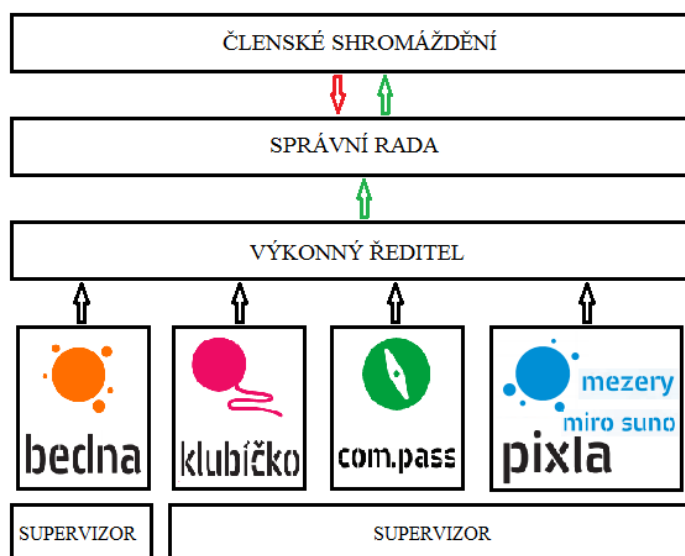 ČLENSKÉ SHROMÁŽDĚNÍ
SPRÁVNÍ RADA
VÝKONNÝ ŘEDITEL
bedna
klubíčko
com.pass
mezery
miro suno
pixla
SUPERVIZOR
SUPERVIZOR